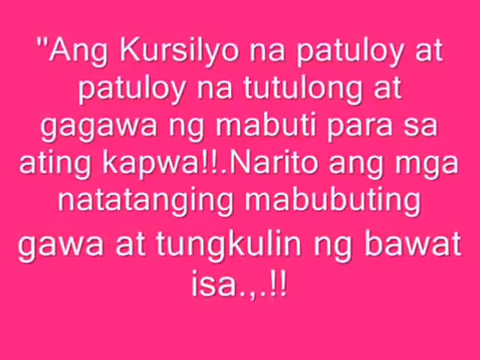 "Ang Kursilyo na patuloy at
patuloy na tutulong at
gagawa ng mabuti para sa
ating kapwa!!.Narito ang mga
natatanging mabubuting
gawa at tungkulin ng bawat
isa.,.!!